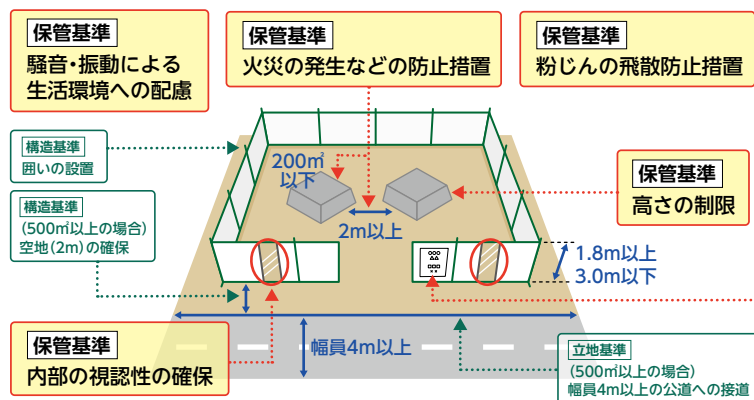 保管基準
騒音・振動による
生活環境への配慮
保管基準
火災の発生などの防止措置
保管基準
粉じんの飛散防止措置
構造基準
囲いの設置
構造基準
(500㎡以上の場合)
空地(2m)の確保
200㎡
以下
2m以上
保管基準
高さの制限
1.8m以上
3.0m以下
保管基準
内部の視認性の確保
幅員4m以上
立地基準
(500㎡以上の場合)
幅員4m以上の公道への接道